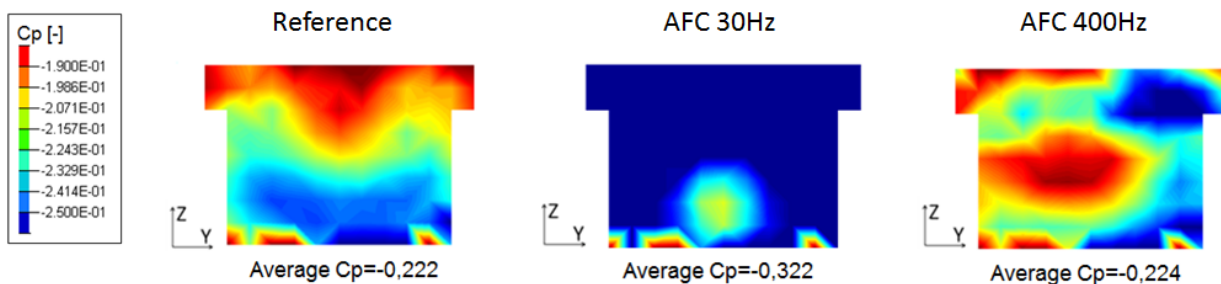 Reference
AFC 30Hz
AFC 400Hz
Cp [-]
-1.900E-01
-1.986E-01
-2.071E-01
-2.157E-01
-2.243E-01
-2.329E-01
-2.414E-01
-2.500E-01
Z
Y
Z
Y
Z
Y
Average Cp=-0,222
Average Cp=-0,322
Average Cp=-0,224